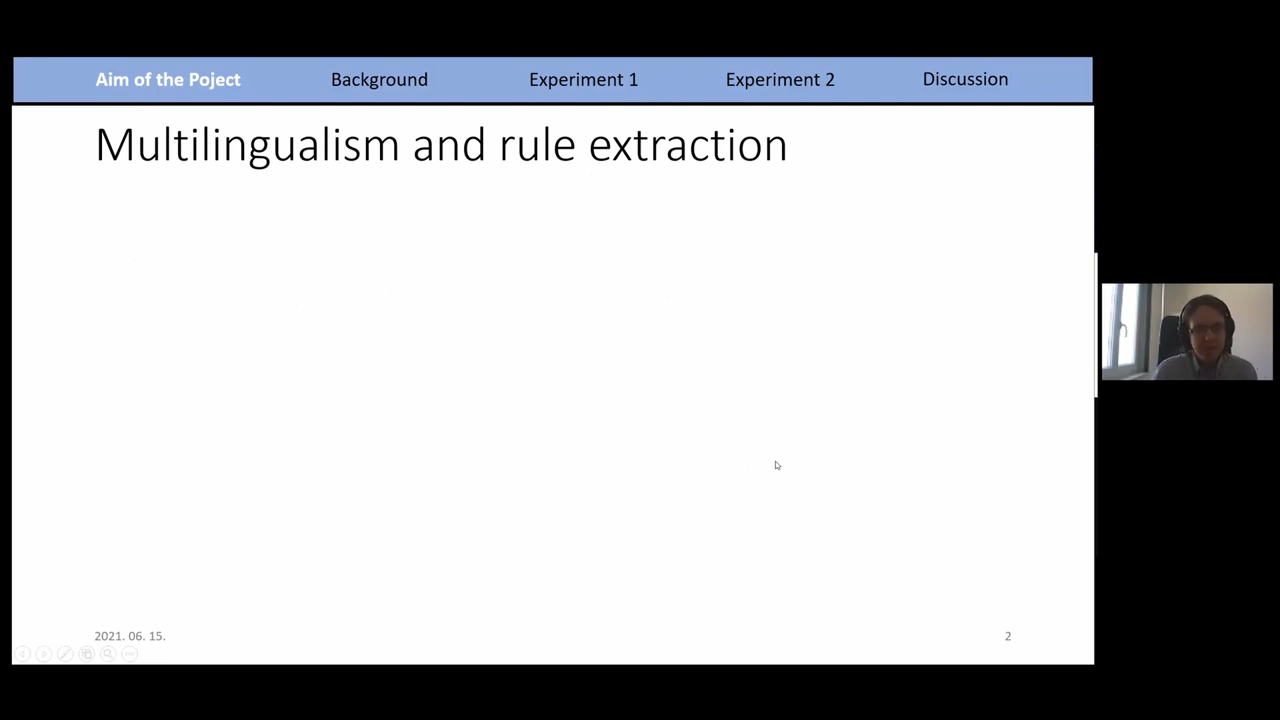 Aim of the Poject Background Experiment 1 Experiment 2 Discussion
Multilingualism and rule extraction
2021. 06. 15. 2